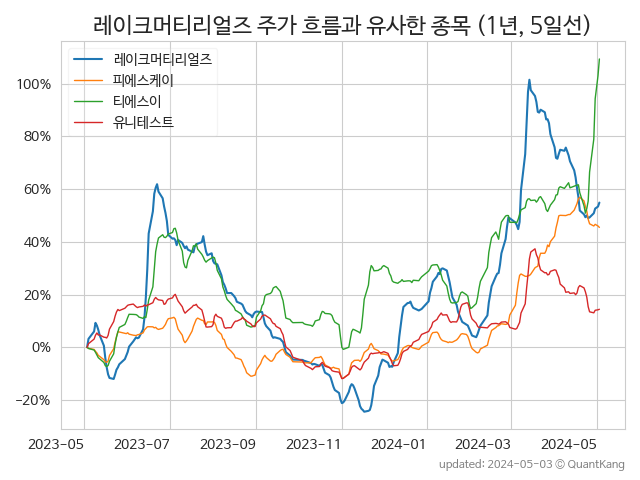 레이크머티리얼즈 주가 흐름과 유사한 종목 (1년, 5일선)
레이크머티리얼즈
피에스케이
티에스이
유니테스트
100%
80%
60%
40%
20%
0%
−20%
2023-05 2023-07 2023-09 2023-11 2024-01 2024-03 2024-05
updated: 2024-05-03 © QuantKang